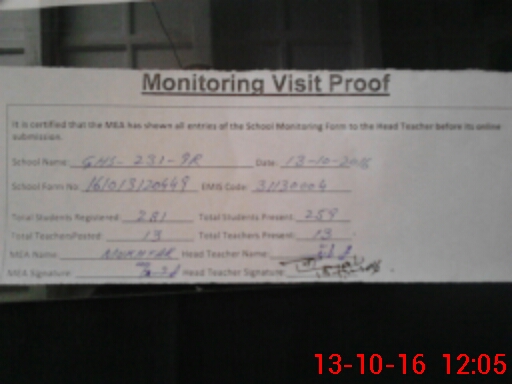 Monitoring Visit Proof
It is certified that the MEA has shown all entries of the School Monitoring Form to the Head Teacher before its online
submission.
School Name: GHS-231-9R Date: 13-10-2016
School Form No: 161013120449 EMIS Code: 31130004
Total Students Registered: 281 Total Students Present: 259
Total Teachers Posted: 13 Total Teachers Present: 13
MEA Name: MUKHTAR Head Teacher Name:
MEA Signature: Head Teacher Signature:
13-10-16 12:05